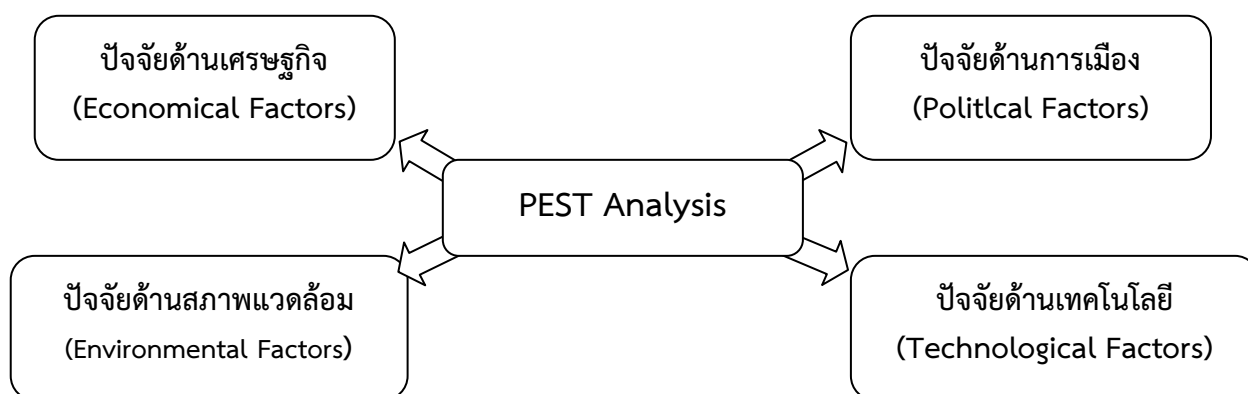 ปัจจัยด้านเศรษฐกิจ
(Economical Factors)
ปัจจัยด้านการเมือง
(Politlcal Factors)
PEST Analysis
ปัจจัยด้านสภาพแวดล้อม
(Environmental Factors)
ปัจจัยด้านเทคโนโลยี
(Technological Factors)